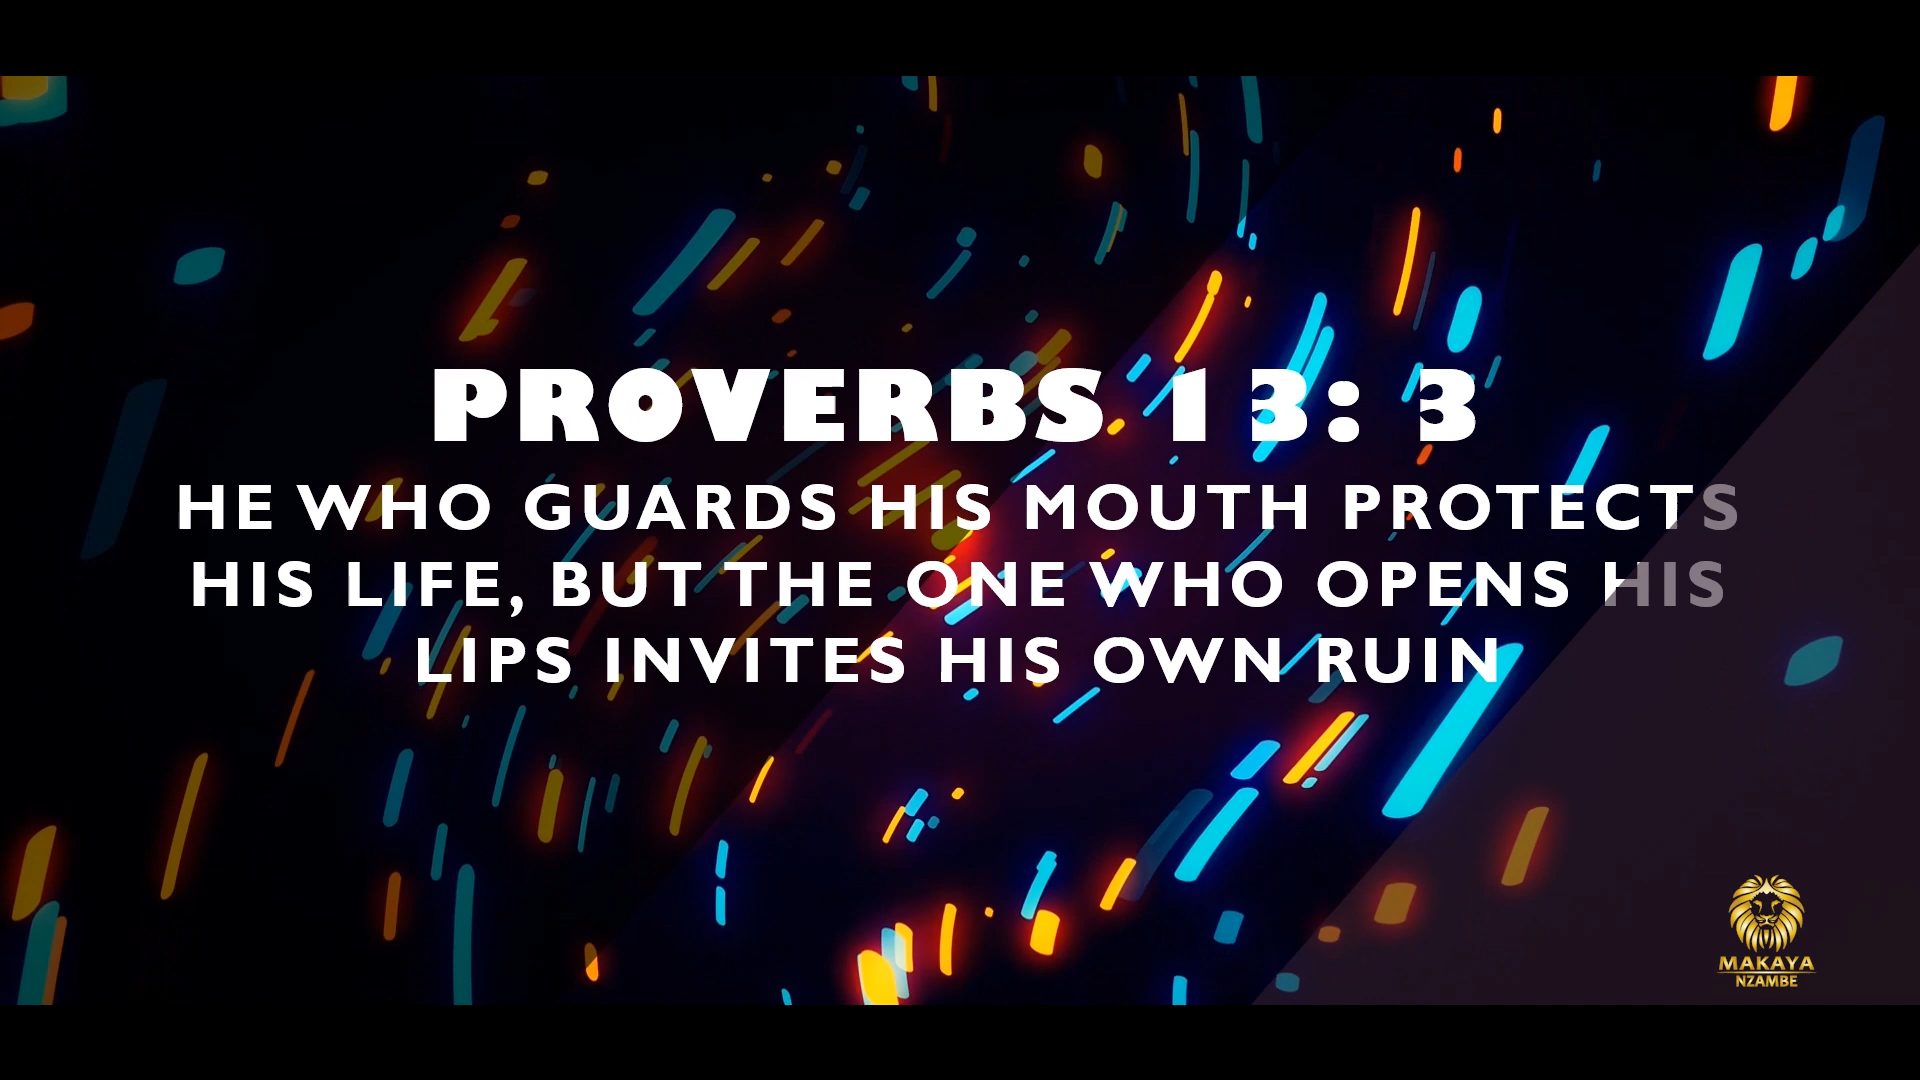 PROVERBS 13: 3
HE WHO GUARDS HIS MOUTH PROTECTS
HIS LIFE, BUT THE ONE WHO OPENS HIS
LIPS INVITES HIS OWN RUIN
MAKAYA
NZAMBE